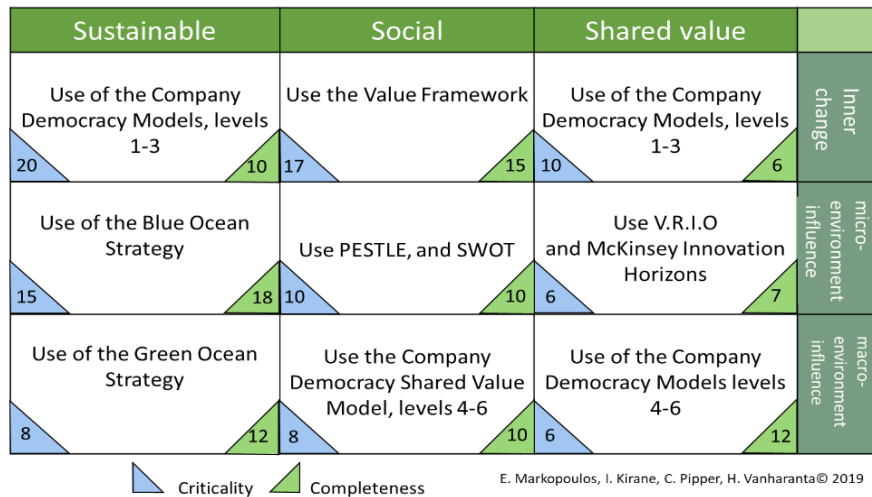 Sustainable
Social
Shared value
Use of the Company
Democracy Models, levels
1-3
20
10
Use the Value Framework
17
15
Use of the Company
Democracy Models, levels
1-3
10
6
Inner
change
Use of the Blue Ocean
Strategy
15
18
Use PESTLE, and SWOT
10
10
Use V.R.I.O
and McKinsey Innovation
Horizons
6
7
micro-
environment
influence
Use of the Green Ocean
Strategy
8
12
Use the Company
Democracy Shared Value
Model, levels 4-6
8
10
Use of the Company
Democracy Models levels
4-6
6
12
macro-
environment
influence
Criticality
Completeness
E. Markopoulos, I. Kirane, C. Pipper, H. Vanharanta© 2019